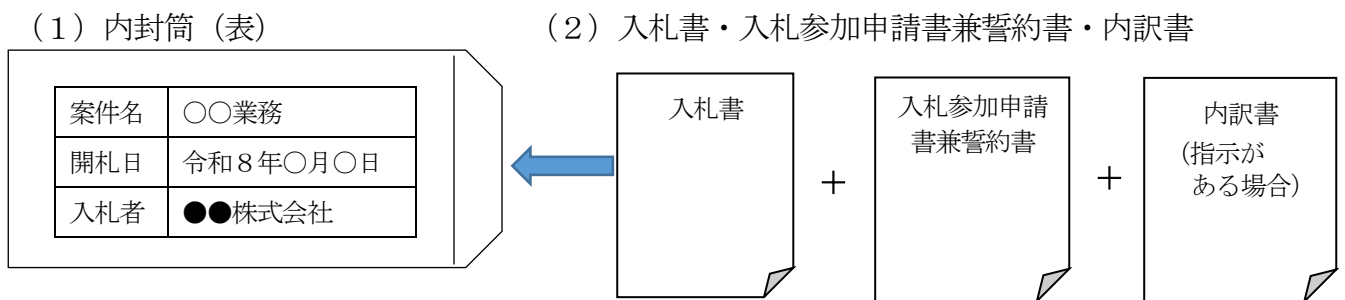 （１）内封筒（表）
（２）入札書・入札参加申請書兼誓約書・内訳書
案件名 ○○業務
開札日 令和８年○月○日
入札者 ●●株式会社
入札書
＋
入札参加申請
書兼誓約書
＋
内訳書
（指示が
ある場合）